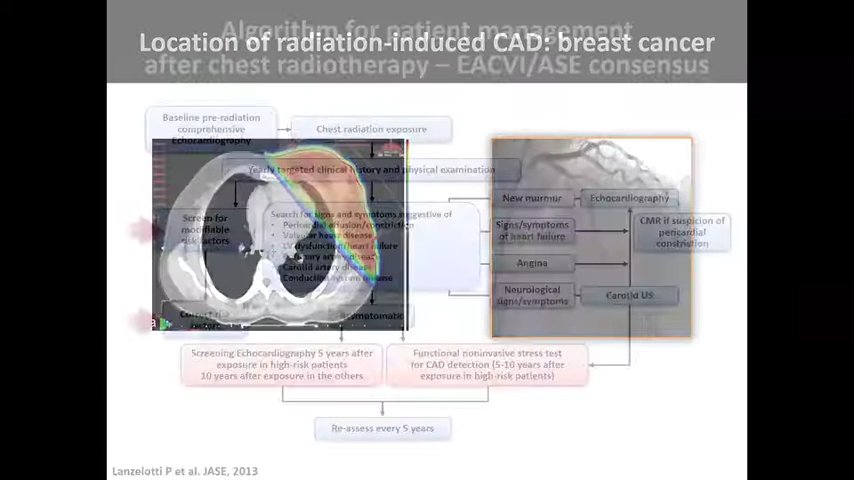 Algorithm for patient management
Location of radiation-induced CAD: breast cancer
after chest radiotherapy – EACVI/ASE consensus
Baseline pre-radiation
comprehensive
Echocardiography
Chest radiation exposure
Yearly targeted clinical history and physical examination
Screen for
modifiable
risk factors
Search for signs and symptoms suggestive of
• Pericardial effusion/constriction
• Valvular heart disease
• LV dysfunction/heart failure
• Coronary artery disease
• Carotid artery disease
• Conduction system disease
New murmur
Echocardiography
Signs/symptoms
of heart failure
CMR if suspicion of
pericardial
constriction
Angina
Neurological
signs/symptoms
Carotid US
Correct risk
Asymptomatic
Screening Echocardiography 5 years after
exposure in high-risk patients
10 years after exposure in the others
Functional noninvasive stress test
for CAD detection (5-10 years after
exposure in high-risk patients)
Re-assess every 5 years
Lanzelotti P et al. JASE, 2013